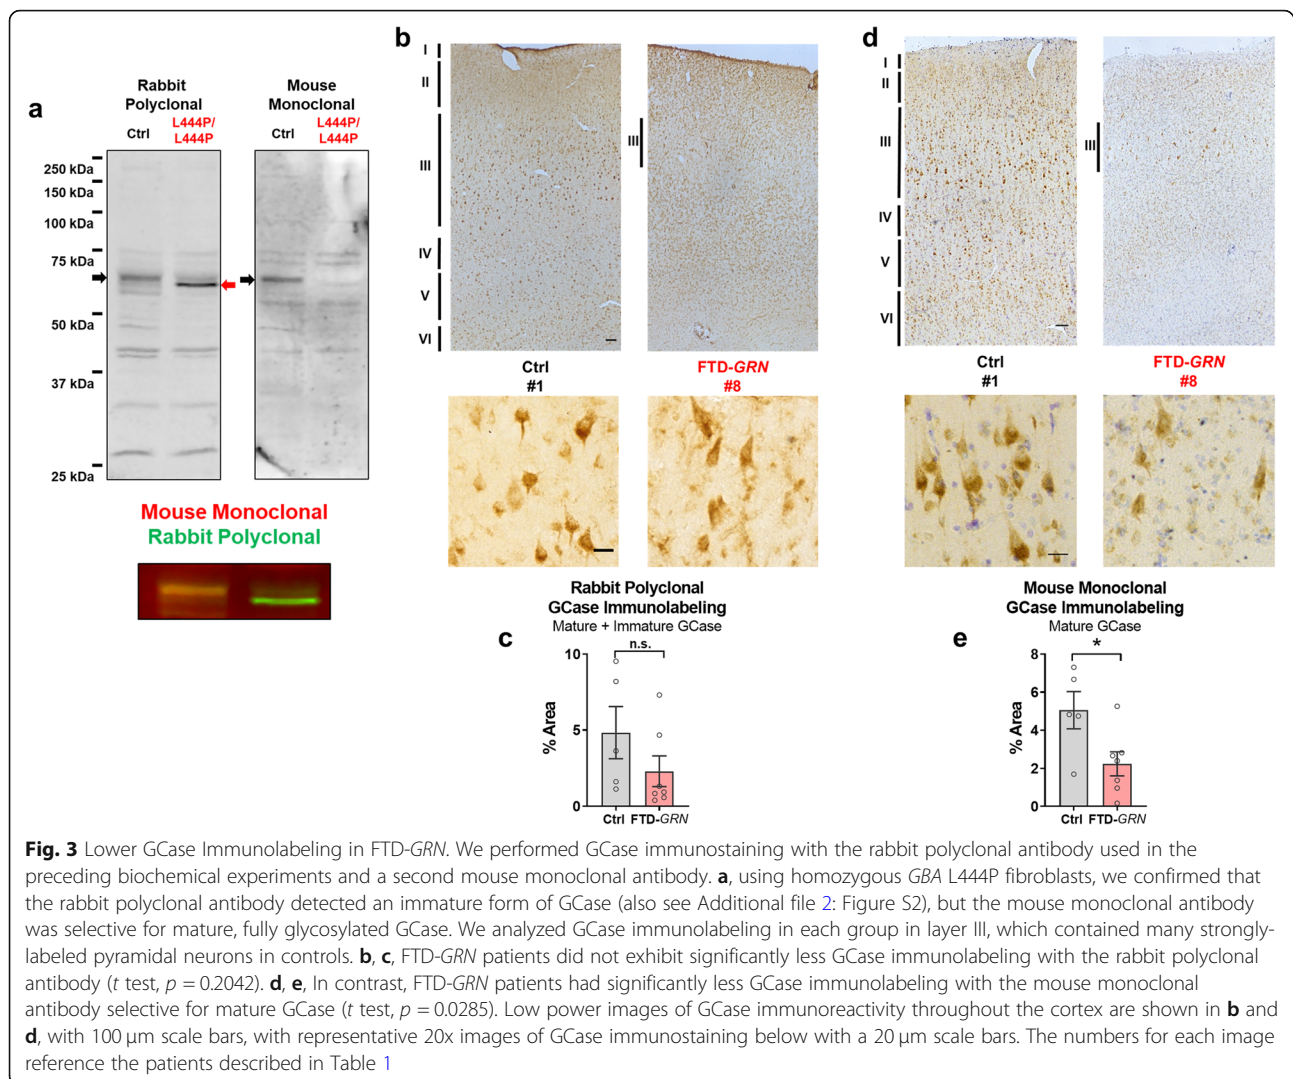 a
Rabbit
Polyclonal
Ctrl
L444P/
L444P
Mouse
Monoclonal
Ctrl
L444P/
L444P
250 kDa
150 kDa
100 kDa
75 kDa
50 kDa
37 kDa
25 kDa
Mouse Monoclonal
Rabbit Polyclonal
b
I
II
III
IV
V
VI
III
Ctrl
#1
FTD-GRN
#8
Rabbit Polyclonal
GCase Immunolabeling
Mature + Immature GCase
c
n.s.
10
5
0
% Area
Ctrl FTD-GRN
d
I
II
III
IV
V
VI
III
Ctrl
#1
FTD-GRN
#8
Mouse Monoclonal
GCase Immunolabeling
Mature GCase
e
*
8
6
4
2
0
% Area
Ctrl FTD-GRN
Fig. 3 Lower GCase Immunolabeling in FTD-GRN. We performed GCase immunostaining with the rabbit polyclonal antibody used in the
preceding biochemical experiments and a second mouse monoclonal antibody. a, using homozygous GBA L444P fibroblasts, we confirmed that
the rabbit polyclonal antibody detected an immature form of GCase (also see Additional file 2: Figure S2), but the mouse monoclonal antibody
was selective for mature, fully glycosylated GCase. We analyzed GCase immunolabeling in each group in layer III, which contained many strongly-
labeled pyramidal neurons in controls. b, c, FTD-GRN patients did not exhibit significantly less GCase immunolabeling with the rabbit polyclonal
antibody (t test, p = 0.2042). d, e, In contrast, FTD-GRN patients had significantly less GCase immunolabeling with the mouse monoclonal
antibody selective for mature GCase (t test, p = 0.0285). Low power images of GCase immunoreactivity throughout the cortex are shown in b and
d, with 100 μm scale bars, with representative 20x images of GCase immunostaining below with a 20 μm scale bars. The numbers for each image
reference the patients described in Table 1